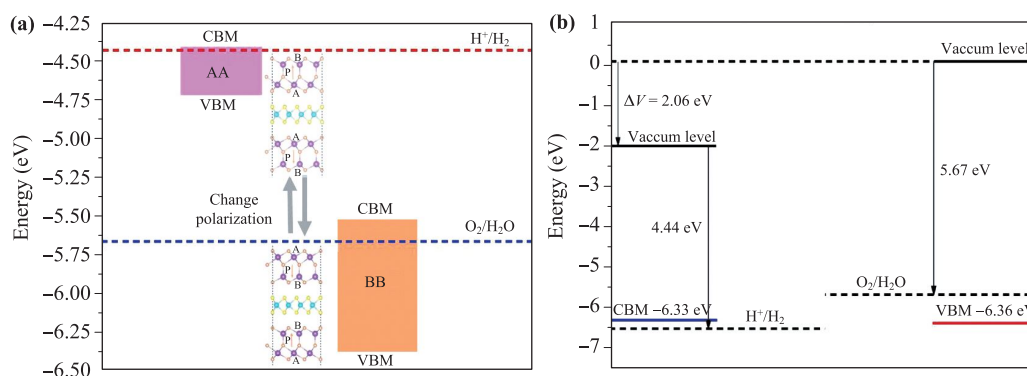 (a)
−4.25
−4.50
−4.75
−5.00
−5.25
−5.50
−5.75
−6.00
−6.25
−6.50
Energy (eV)
CBM
AA
VBM
H⁺/H₂
B
P
A
A
P
B
Change
polarization
O₂/H₂O
CBM
BB
VBM
A
P
B
B
P
A
(b)
1
0
−1
−2
−2
−4
−5
−6
−7
Energy (eV)
Vaccum level
ΔV = 2.06 eV
Vaccum level
5.67 eV
4.44 eV
O₂/H₂O
CBM −6.33 eV
H⁺/H₂
VBM −6.36 eV